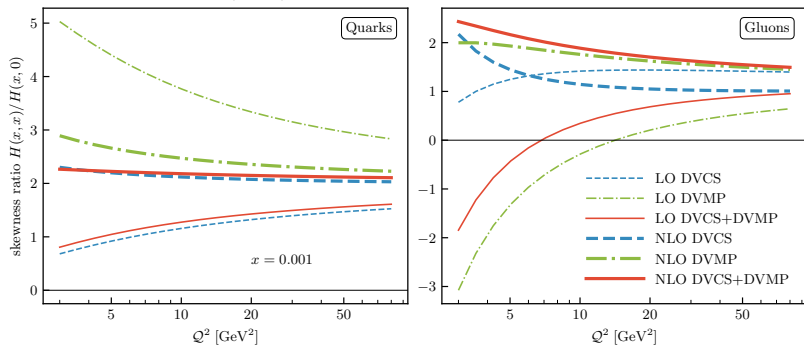 Quarks
skewness ratio H(x, x)/H(x, 0)
5
4
3
2
1
0
x = 0.001
5
10
20
50
Q² [GeV²]
Gluons
2
1
0
−1
−2
−3
LO DVCS
LO DVMP
LO DVCS+DVMP
NLO DVCS
NLO DVMP
NLO DVCS+DVMP
5
10
20
50
Q² [GeV²]